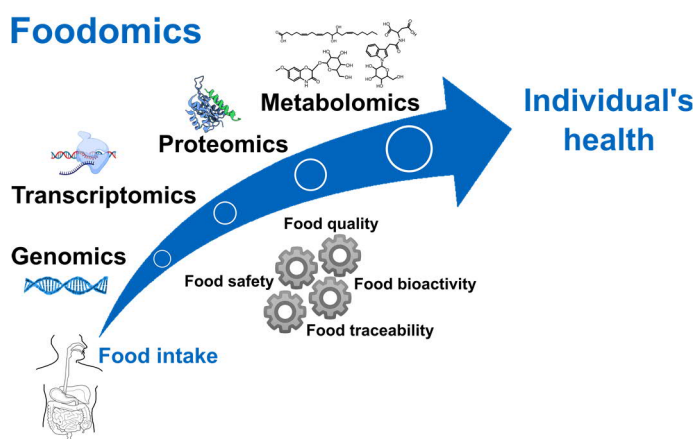 Foodomics
Metabolomics
Individual's
health
Proteomics
Transcriptomics
Genomics
Food quality
Food safety
Food bioactivity
Food traceability
Food intake